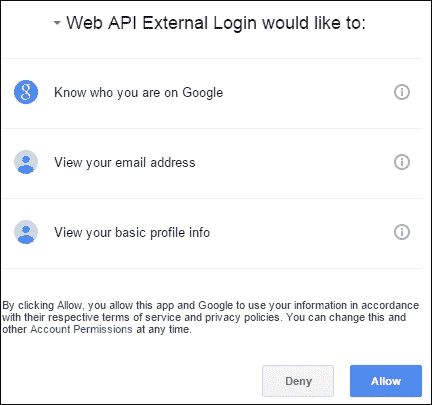 Web API External Login would like to:
Know who you are on Google
View your email address
View your basic profile info
By clicking Allow, you allow this app and Google to use your information in accordance
with their respective terms of service and privacy policies. You can change this and
other Account Permissions at any time.
Deny Allow